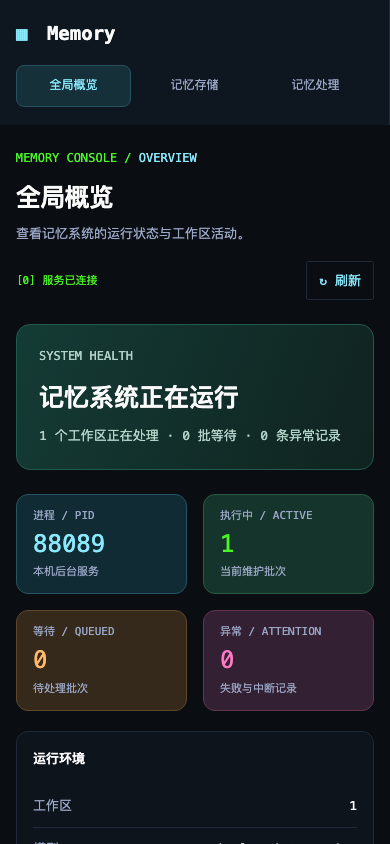 Memory
全局概览 记忆存储 记忆处理
MEMORY CONSOLE / OVERVIEW
全局概览
查看记忆系统的运行状态与工作区活动。
[0] 服务已连接
↻ 刷新
SYSTEM HEALTH
记忆系统正在运行
1 个工作区正在处理 · 0 批等待 · 0 条异常记录
进程 / PID
88089
本机后台服务
执行中 / ACTIVE
1
当前维护批次
等待 / QUEUED
0
待处理批次
异常 / ATTENTION
0
失败与中断记录
运行环境
工作区 1